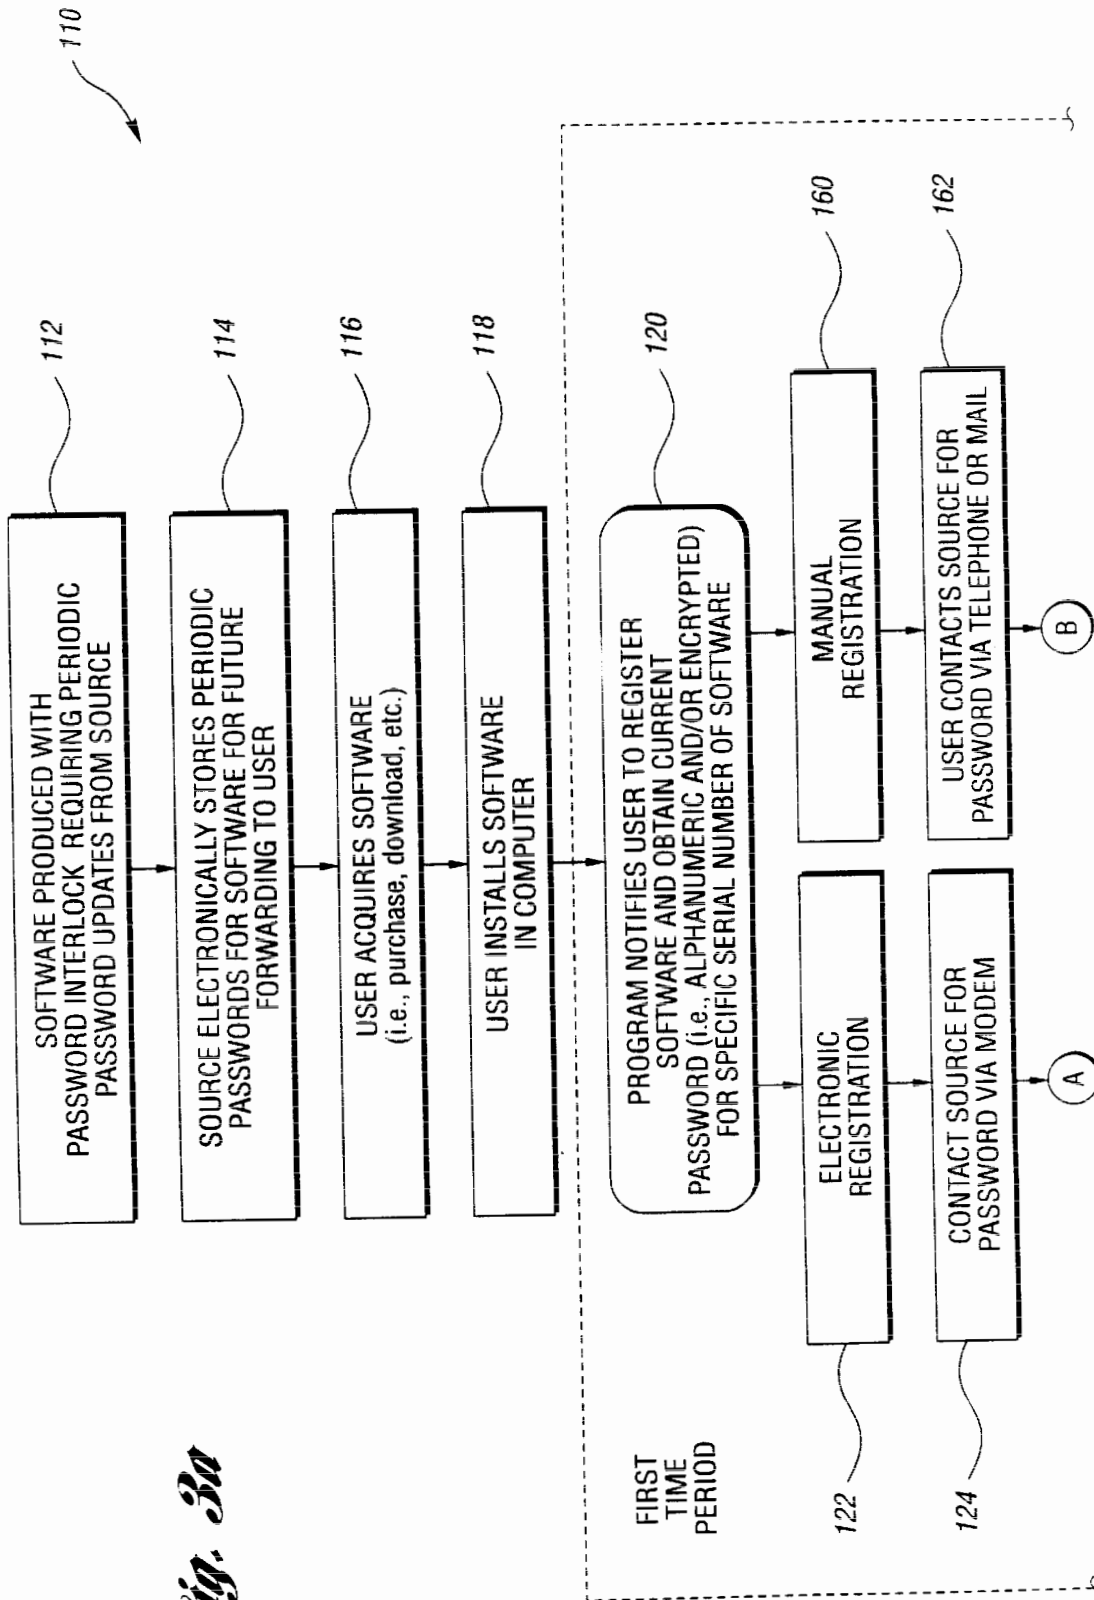 110
SOFTWARE PRODUCED WITH
PASSWORD INTERLOCK REQUIRING PERIODIC
PASSWORD UPDATES FROM SOURCE
112
SOURCE ELECTRONICALLY STORES PERIODIC
PASSWORDS FOR SOFTWARE FOR FUTURE
FORWARDING TO USER
114
USER ACQUIRES SOFTWARE
(i.e., purchase, download, etc.)
116
USER INSTALLS SOFTWARE
IN COMPUTER
118
FIRST
TIME
PERIOD
PROGRAM NOTIFIES USER TO REGISTER
SOFTWARE AND OBTAIN CURRENT
PASSWORD (i.e., ALPHANUMERIC AND/OR ENCRYPTED)
FOR SPECIFIC SERIAL NUMBER OF SOFTWARE
120
122
ELECTRONIC
REGISTRATION
MANUAL
REGISTRATION
160
124
CONTACT SOURCE FOR
PASSWORD VIA MODEM
USER CONTACTS SOURCE FOR
PASSWORD VIA TELEPHONE OR MAIL
162
A
B
Fig. 3a